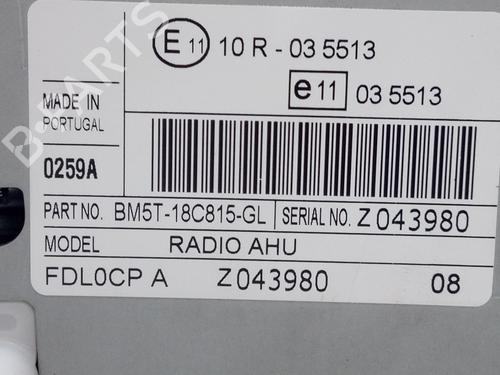 E 11 10 R - 03 5513
e 11 03 5513
MADE IN
PORTUGAL
0259A
PART NO. BM5T-18C815-GL SERIAL NO. Z 043980
MODEL RADIO AHU
FDL0CP A Z043980 08
B-PARTS